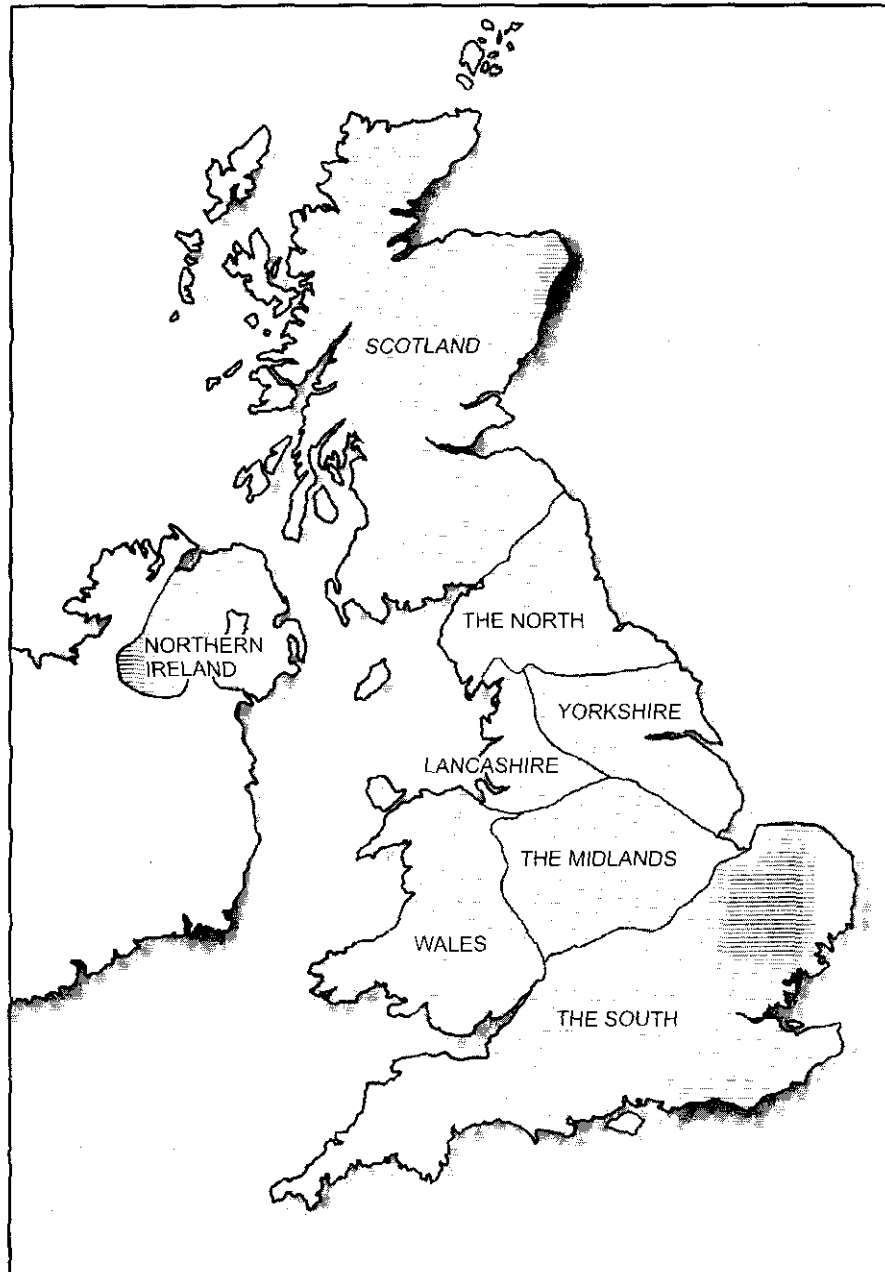 SCOTLAND
THE NORTH
NORTHERN
IRELAND
YORKSHIRE
LANCASHIRE
THE MIDLANDS
WALES
THE SOUTH